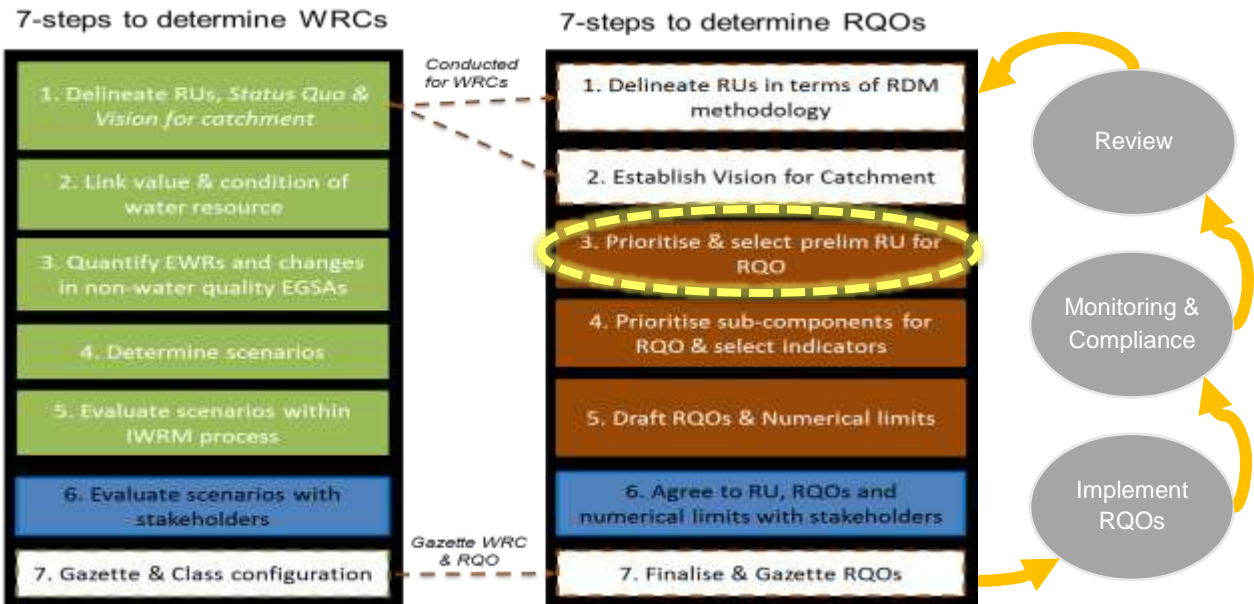 7-steps to determine WRCs
1. Delineate RUs, Status Quo &
Vision for catchment
2. Link value & condition of
water resource
3. Quantify EWRs and changes
in non-water quality EGSAs
4. Determine scenarios
5. Evaluate scenarios within
IWRM process
6. Evaluate scenarios with
stakeholders
7. Gazette & Class configuration
Conducted
for WRCs
Gazette WRC
& RQO
7-steps to determine RQOs
1. Delineate RUs in terms of RDM
methodology
2. Establish Vision for Catchment
3. Prioritise & select prelim RU for
RQO
4. Prioritise sub-components for
RQO & select indicators
5. Draft RQOs & Numerical limits
6. Agree to RU, RQOs and
numerical limits with stakeholders
7. Finalise & Gazette RQOs
Review
Monitoring &
Compliance
Implement
RQOs